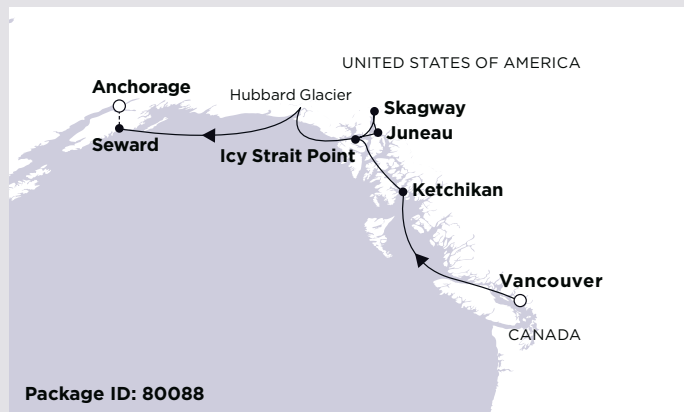 UNITED STATES OF AMERICA
Anchorage
Hubbard Glacier
Skagway
Juneau
Seward
Icy Strait Point
Ketchikan
Vancouver
CANADA
Package ID: 80088